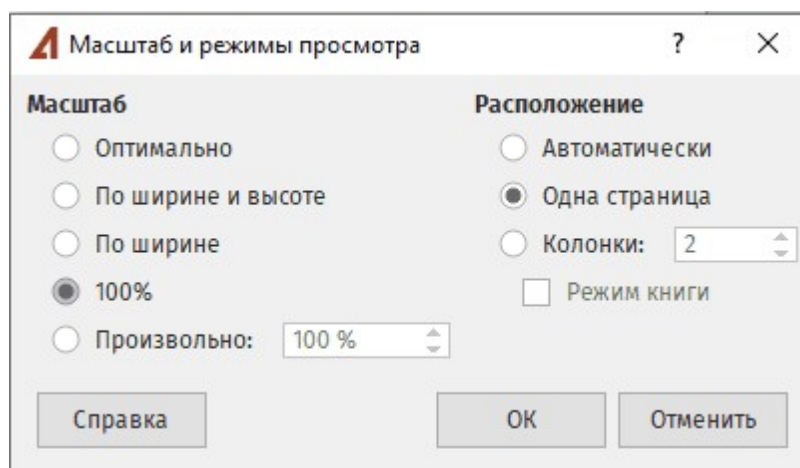 Масштаб и режимы просмотра ?
Масштаб
Оптимально
По ширине и высоте
По ширине
100%
Произвольно: 100 %
Расположение
Автоматически
Одна страница
Колонки: 2
Режим книги
Справка ОК Отменить